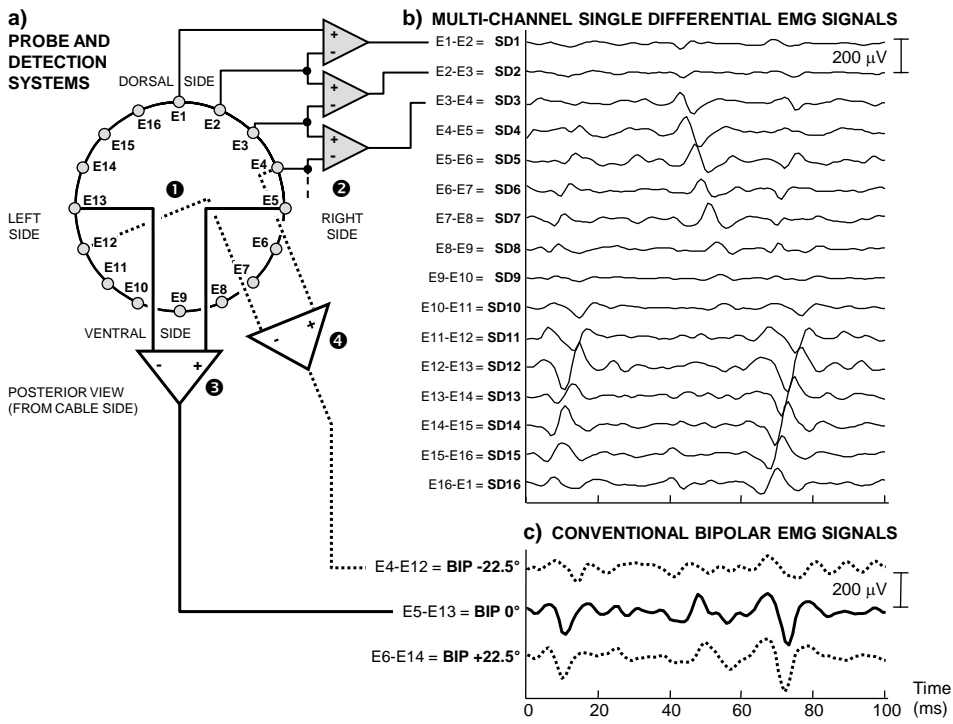 a)
PROBE AND
DETECTION
SYSTEMS
DORSAL SIDE
E1
E2
E3
E4
E5
E6
E7
E8
E9
E10
E11
E12
E13
E14
E15
E16
LEFT
SIDE
RIGHT
SIDE
VENTRAL SIDE
POSTERIOR VIEW
(FROM CABLE SIDE)
❶
❷
❸
❹
+
-
+
-
+
-
- +
- +
b) MULTI-CHANNEL SINGLE DIFFERENTIAL EMG SIGNALS
E1-E2 = SD1
E2-E3 = SD2
E3-E4 = SD3
E4-E5 = SD4
E5-E6 = SD5
E6-E7 = SD6
E7-E8 = SD7
E8-E9 = SD8
E9-E10 = SD9
E10-E11 = SD10
E11-E12 = SD11
E12-E13 = SD12
E13-E14 = SD13
E14-E15 = SD14
E15-E16 = SD15
E16-E1 = SD16
200 µV
c) CONVENTIONAL BIPOLAR EMG SIGNALS
E4-E12 = BIP -22.5°
E5-E13 = BIP 0°
E6-E14 = BIP +22.5°
200 µV
0 20 40 60 80 100
Time
(ms)